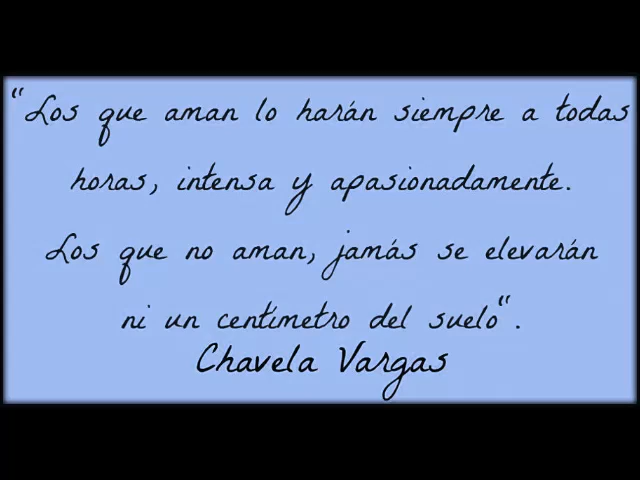 "Los que aman lo harán siempre a todas
horas, intensa y apasionadamente.
Los que no aman, jamás se elevarán
ni un centímetro del suelo".
Chavela Vargas